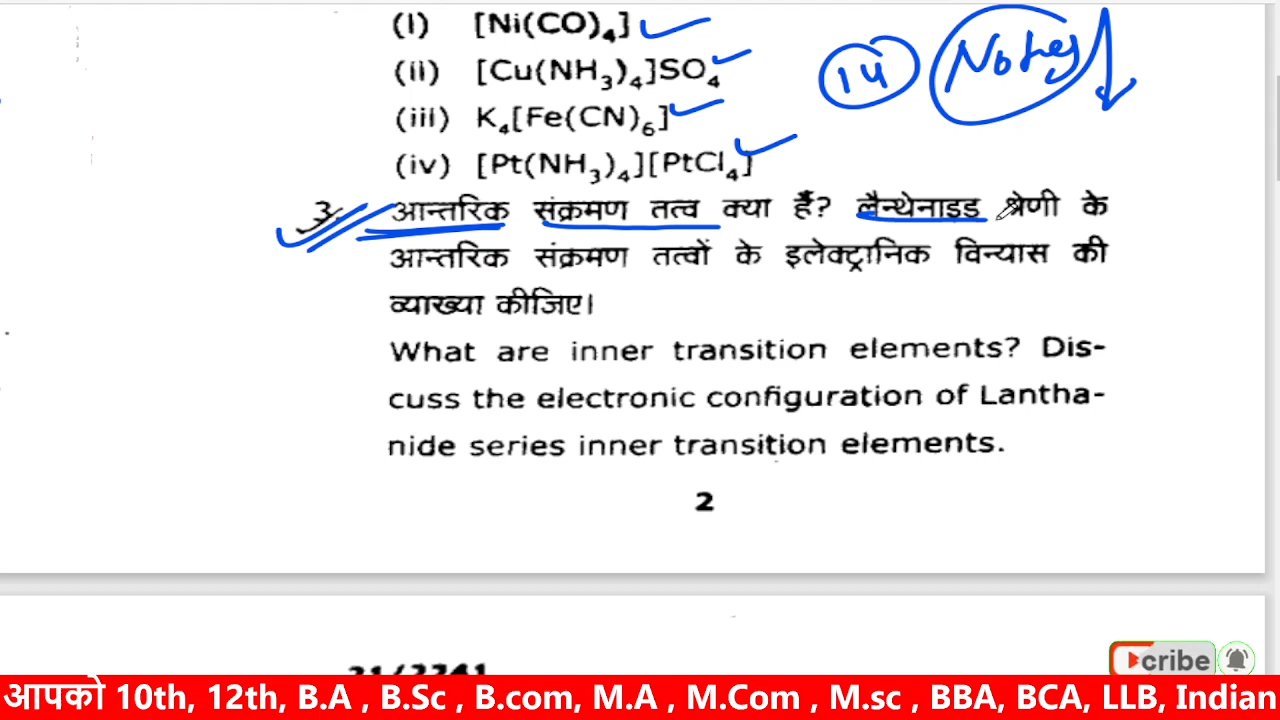 (i) [Ni(CO)4]
14 Notes
(ii) [Cu(NH3)4]SO4
(iii) K4[Fe(CN)6]
(iv) [Pt(NH3)4][PtCl4]
3. आन्तरिक संक्रमण तत्व क्या हैं? लैन्थेनाइड श्रेणी के
आन्तरिक संक्रमण तत्वों के इलेक्ट्रानिक विन्यास की
व्याख्या कीजिए।
What are inner transition elements? Dis-
cuss the electronic configuration of Lantha-
nide series inner transition elements.
2
21/2241
cribe
आपको 10th, 12th, B.A , B.Sc , B.com, M.A , M.Com , M.sc , BBA, BCA, LLB, Indian